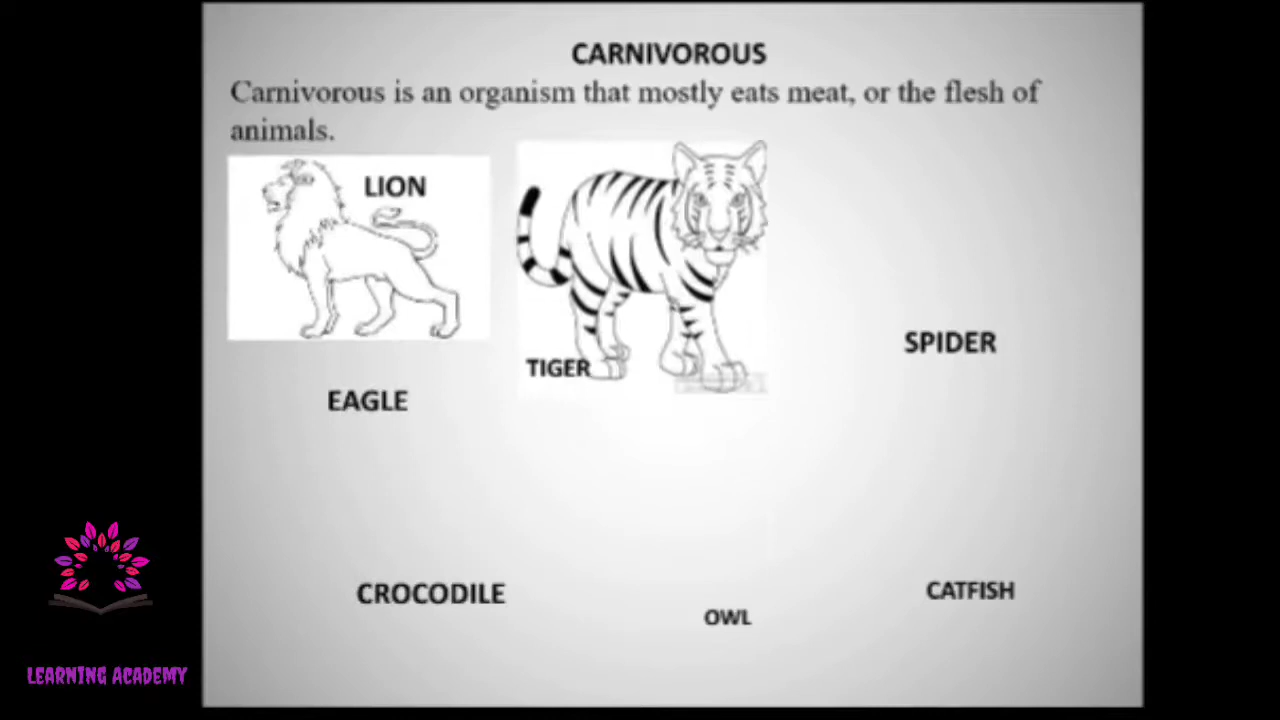 CARNIVOROUS
Carnivorous is an organism that mostly eats meat, or the flesh of
animals.
LION
TIGER
SPIDER
EAGLE
CROCODILE
OWL
CATFISH
LEARNING ACADEMY